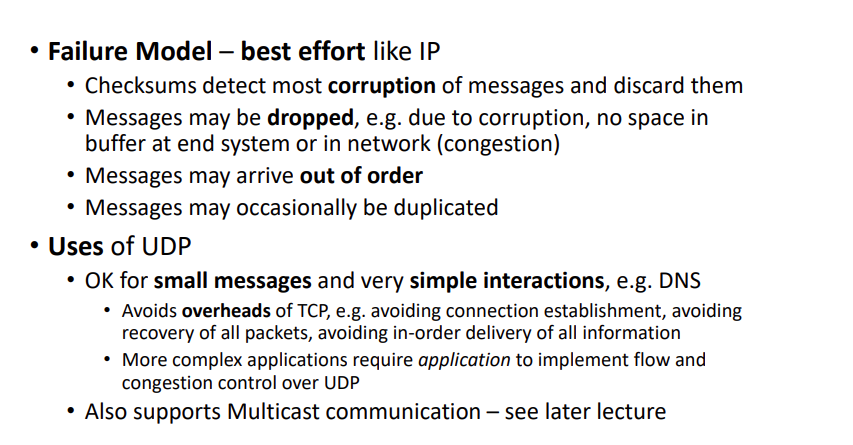 • Failure Model – best effort like IP
• Checksums detect most corruption of messages and discard them
• Messages may be dropped, e.g. due to corruption, no space in
buffer at end system or in network (congestion)
• Messages may arrive out of order
• Messages may occasionally be duplicated
• Uses of UDP
• OK for small messages and very simple interactions, e.g. DNS
• Avoids overheads of TCP, e.g. avoiding connection establishment, avoiding
recovery of all packets, avoiding in-order delivery of all information
• More complex applications require application to implement flow and
congestion control over UDP
• Also supports Multicast communication – see later lecture